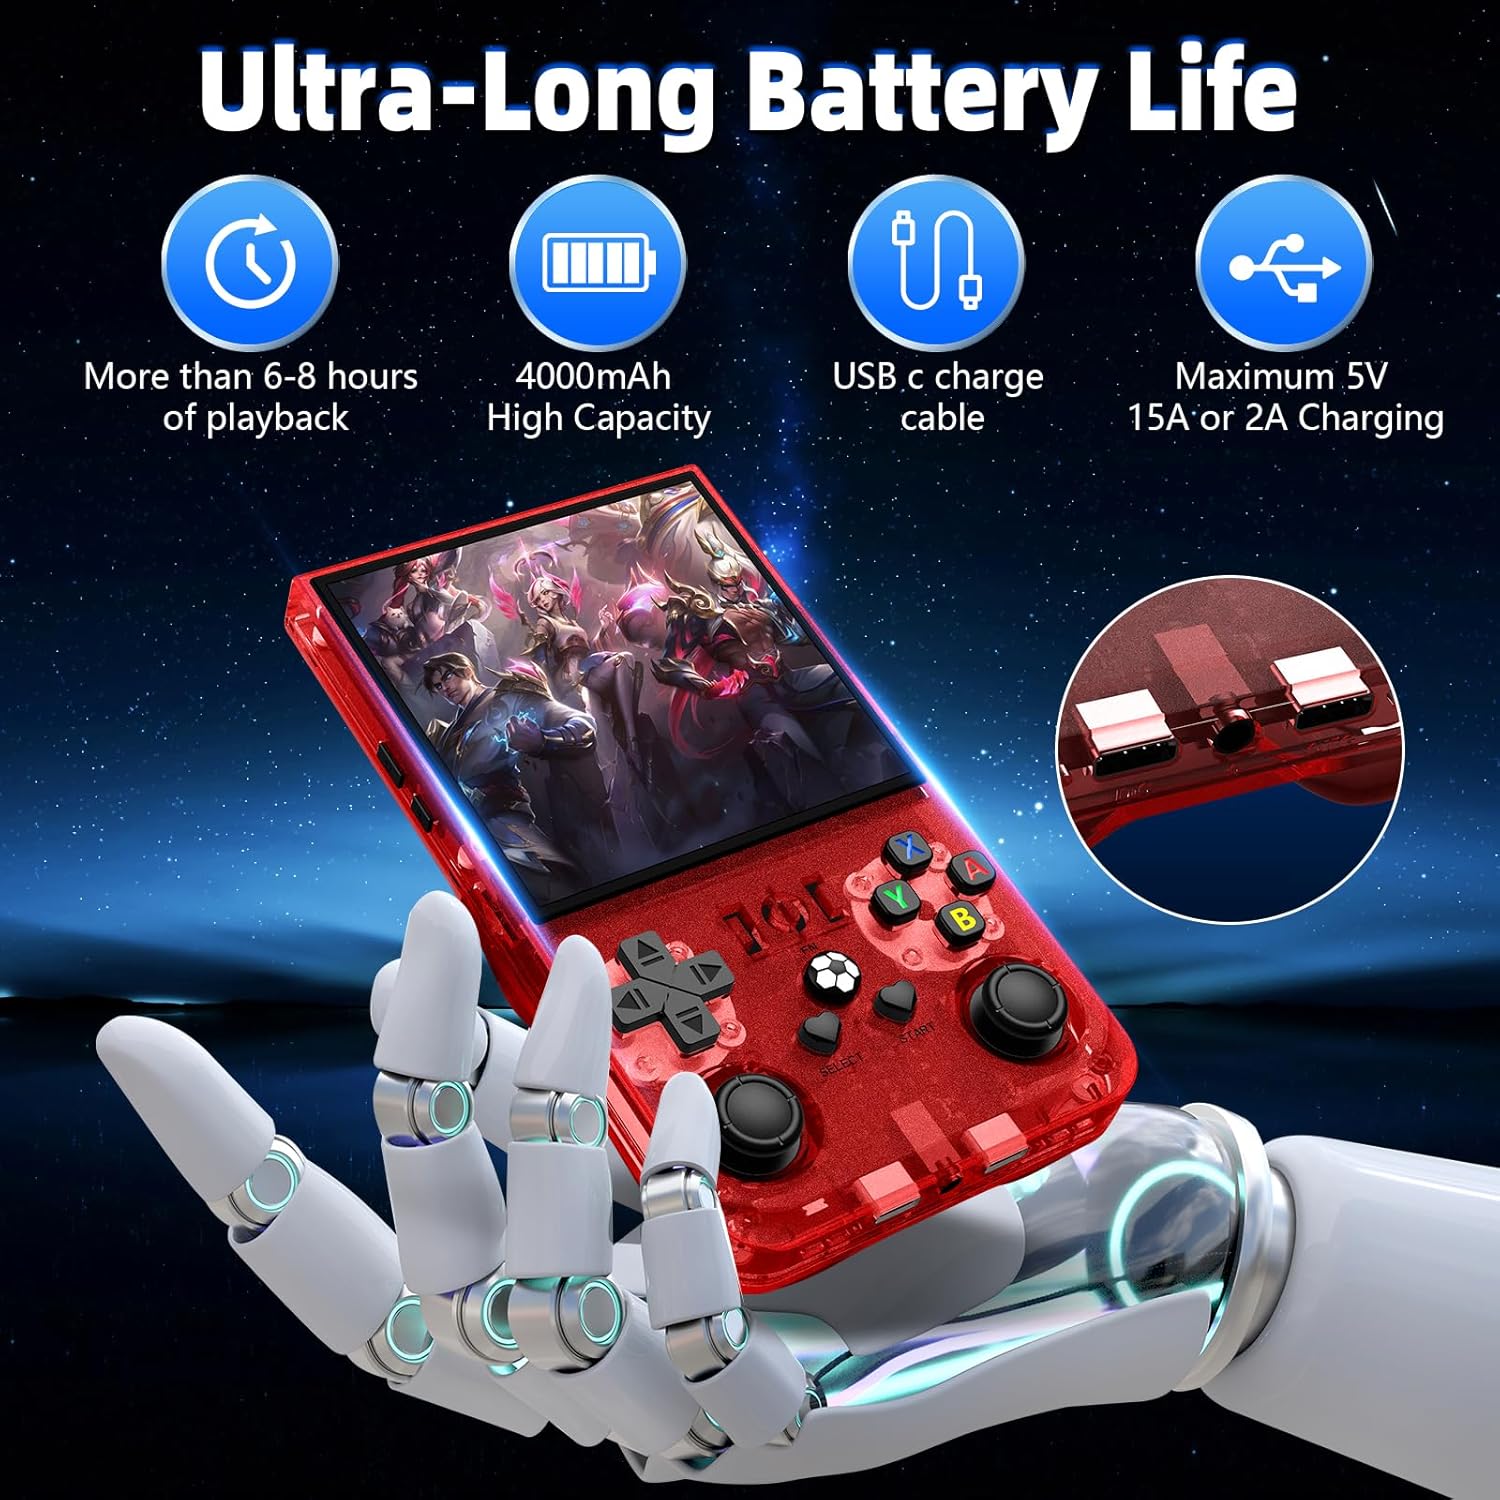 Ultra-Long Battery Life
More than 6-8 hours
of playback
4000mAh
High Capacity
USB c charge
cable
Maximum 5V
15A or 2A Charging
X
A
Y
B
FN
SELECT
START